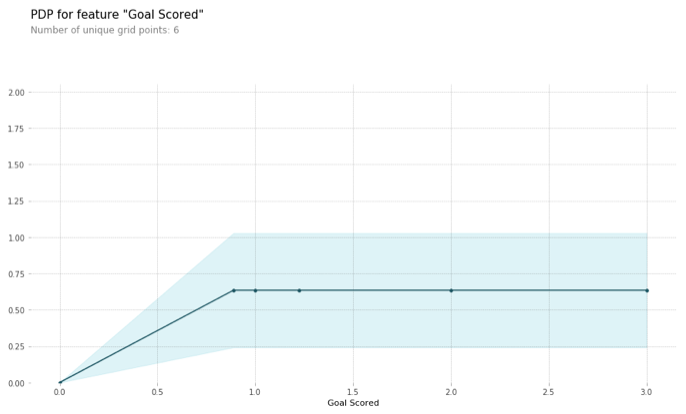 PDP for feature "Goal Scored"
Number of unique grid points: 6
2.00
1.75
1.50
1.25
1.00
0.75
0.50
0.25
0.00
0.0 0.5 1.0 1.5 2.0 2.5 3.0
Goal Scored